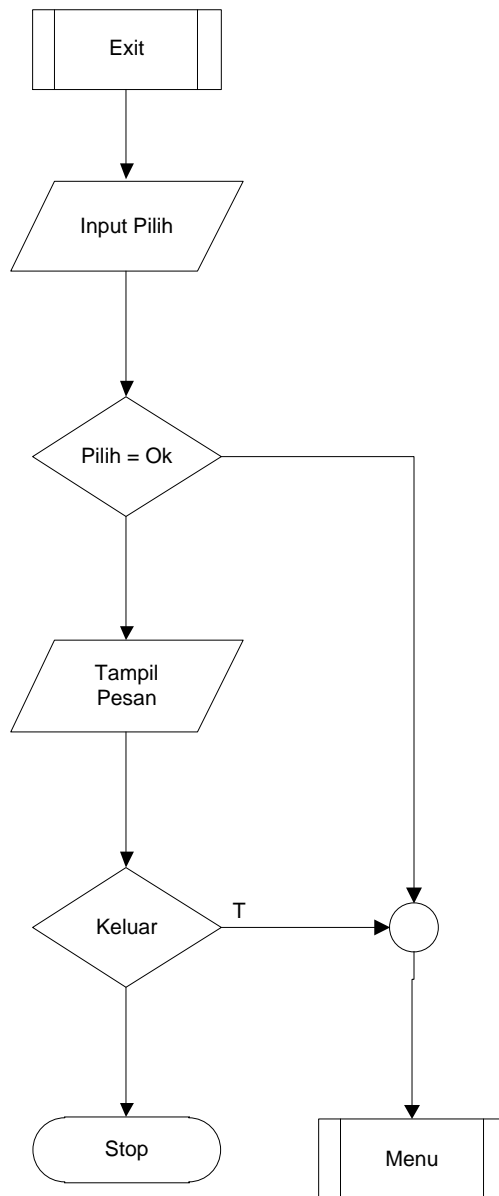 Exit
Input Pilih
Pilih = Ok
Tampil
Pesan
Keluar
T
Stop
Menu